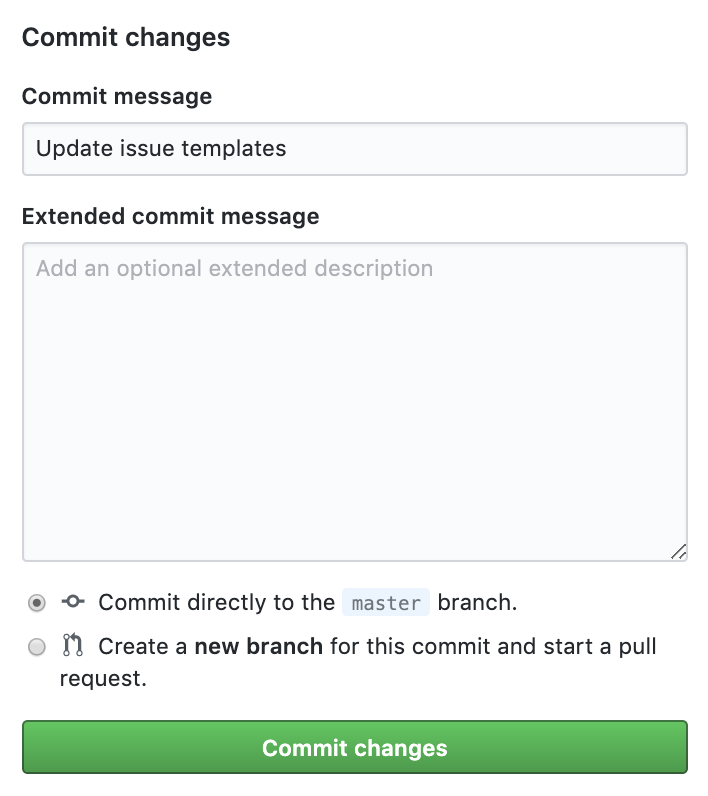 Commit changes
Commit message
Update issue templates
Extended commit message
Add an optional extended description
Commit directly to the master branch.
Create a new branch for this commit and start a pull
request.
Commit changes